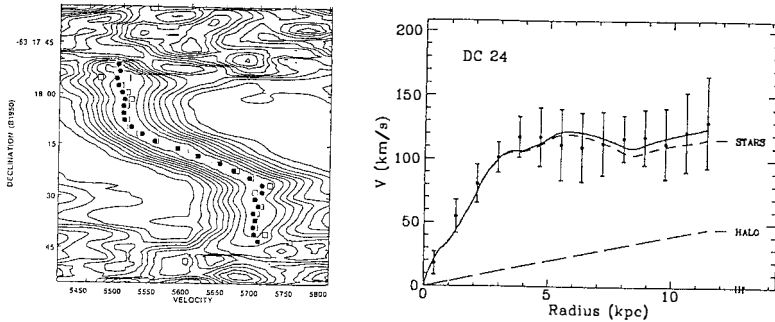 DECLINATION (B1950)
-63 17 45
18 00
15
30
45
5450 5500 5550 5600 5650 5700 5750 5800
VELOCITY
DC 24
V (km/s)
200
150
100
50
0
STARS
HALO
0 5 10
Radius (kpc)